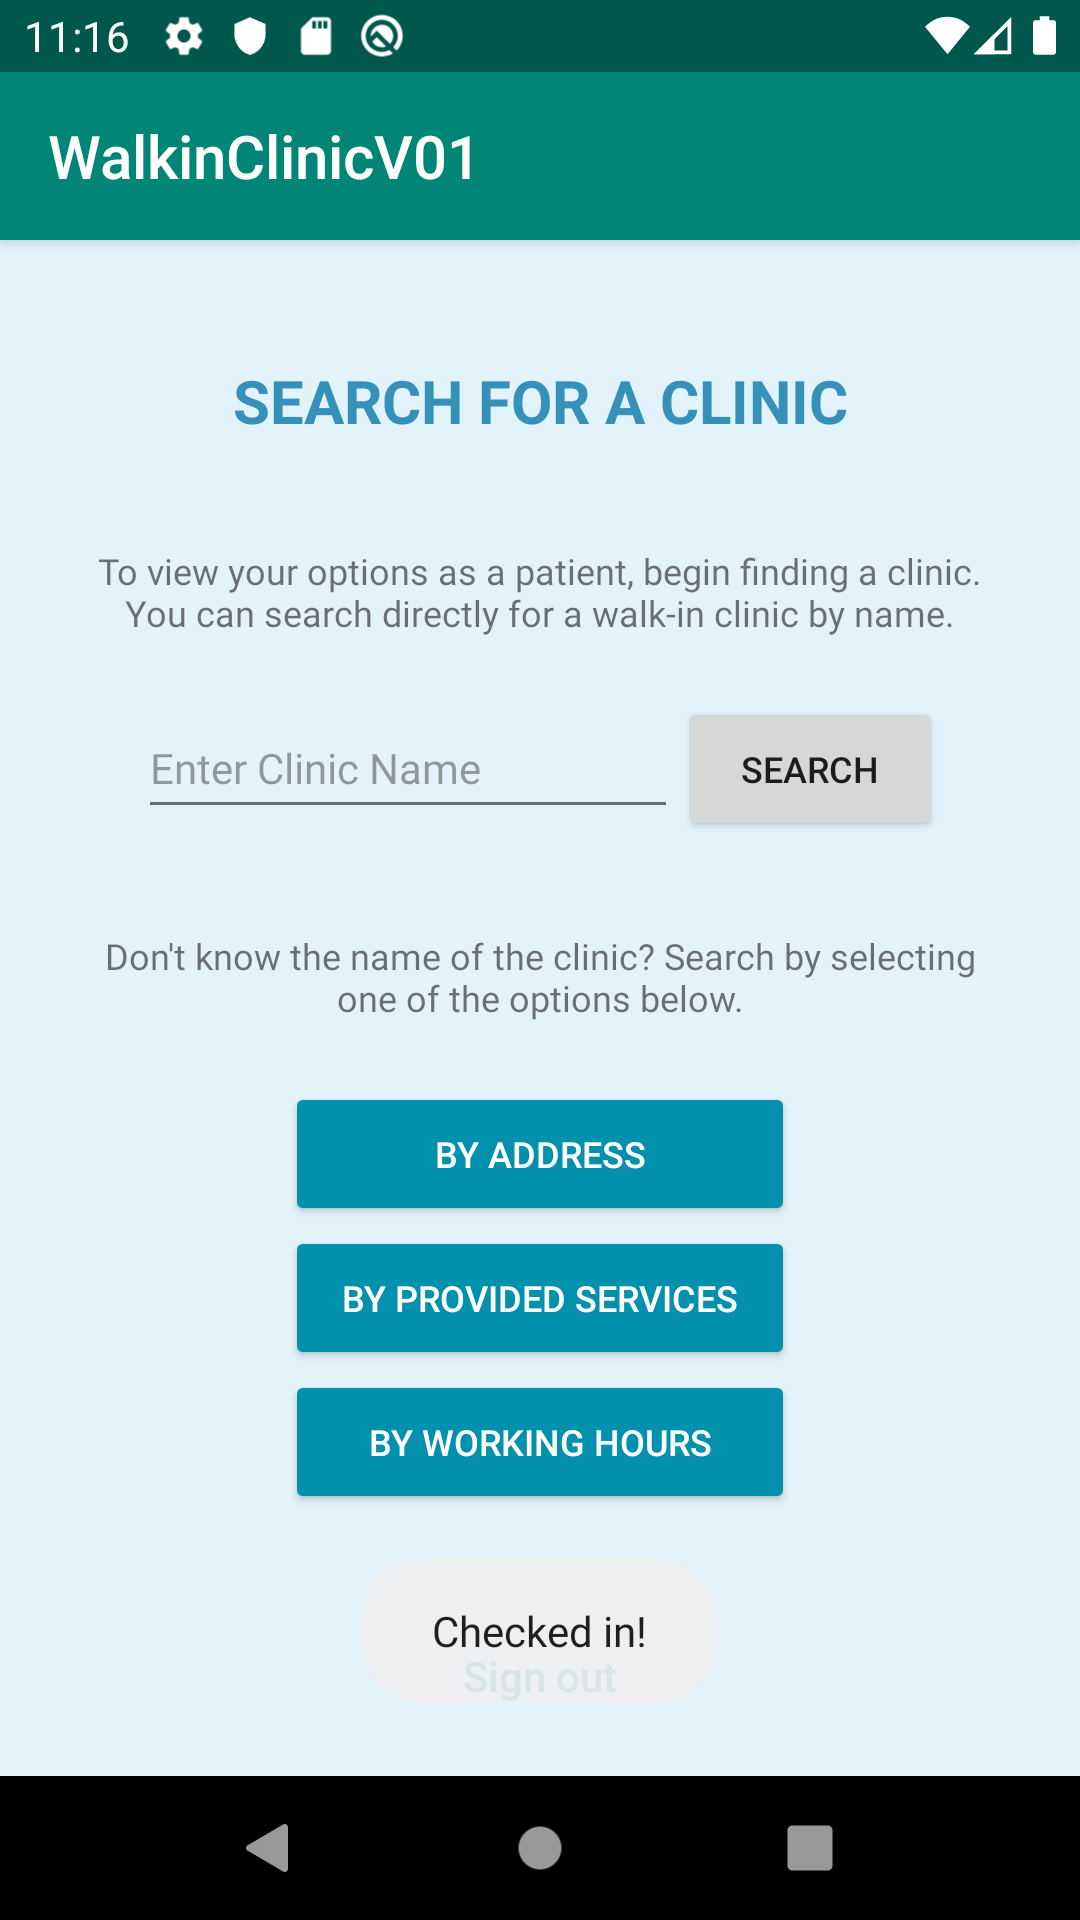 11:16
WalkinClinicV01
SEARCH FOR A CLINIC
To view your options as a patient, begin finding a clinic.
You can search directly for a walk-in clinic by name.
Enter Clinic Name
SEARCH
Don't know the name of the clinic? Search by selecting
one of the options below.
BY ADDRESS
BY PROVIDED SERVICES
BY WORKING HOURS
Checked in!
Sign out